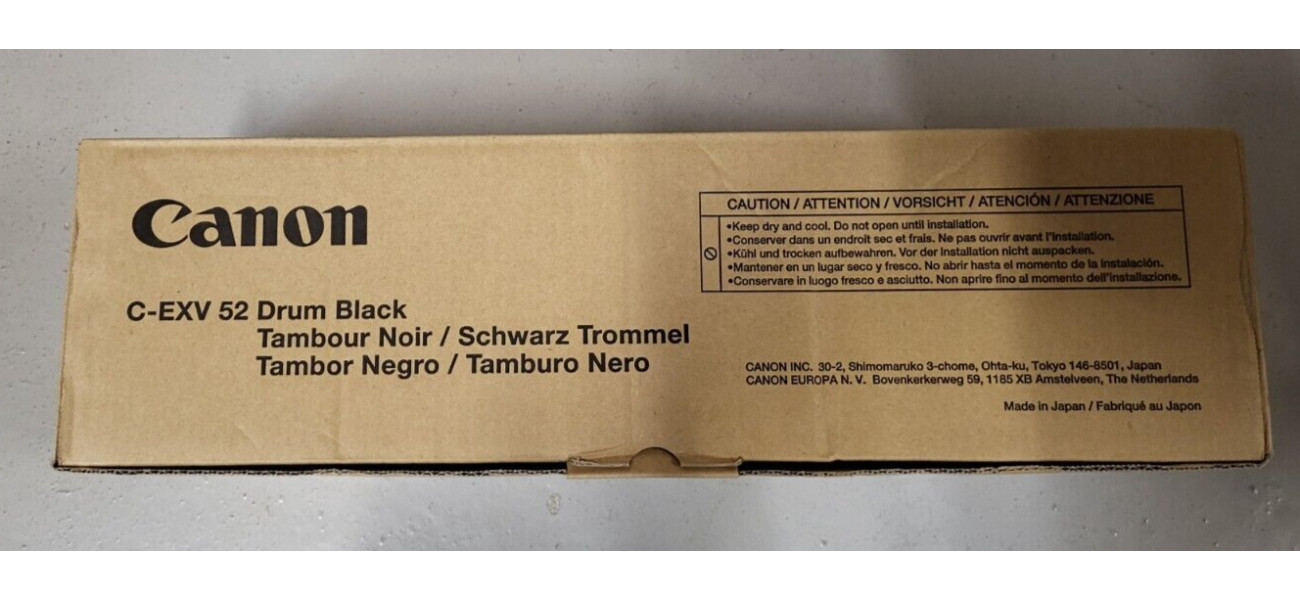 Canon
C-EXV 52 Drum Black
Tambour Noir / Schwarz Trommel
Tambor Negro / Tamburo Nero
CAUTION / ATTENTION / VORSICHT / ATENCIÓN / ATTENZIONE
•Keep dry and cool. Do not open until installation.
•Conserver dans un endroit sec et frais. Ne pas ouvrir avant l'installation.
•Kühl und trocken aufbewahren. Vor der Installation nicht auspacken.
•Mantener en un lugar seco y fresco. No abrir hasta el momento de la instalación.
•Conservare in luogo fresco e asciutto. Non aprire fino al momento dell'installazione.
CANON INC. 30-2, Shimomaruko 3-chome, Ohta-ku, Tokyo 146-8501, Japan
CANON EUROPA N. V. Bovenkerkerweg 59, 1185 XB Amstelveen, The Netherlands
Made in Japan / Fabriqué au Japon